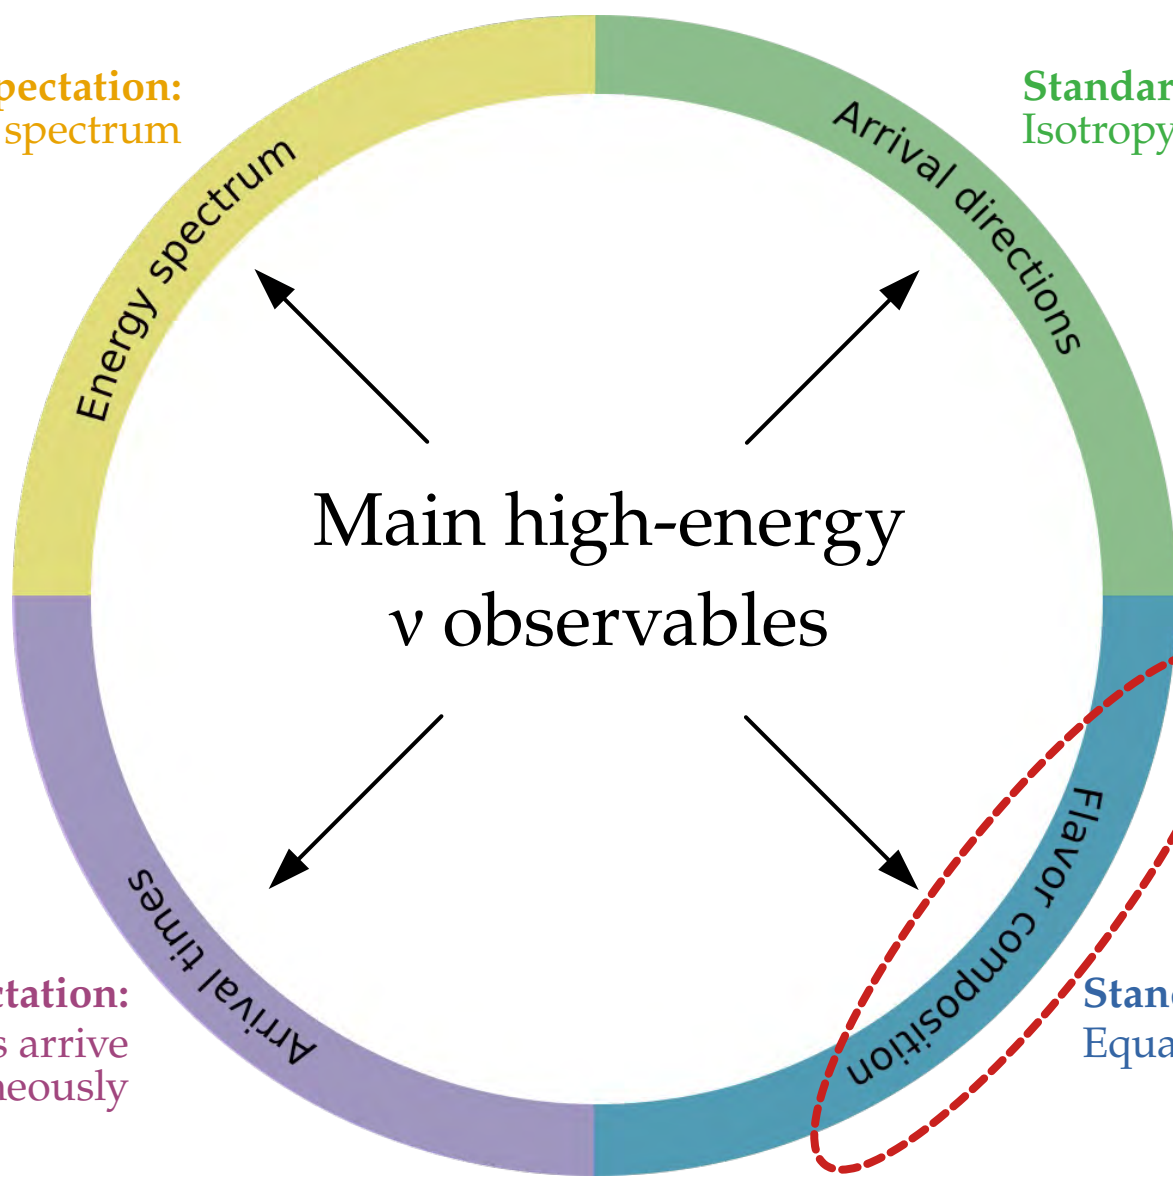 pectation:
spectrum
Standar
Isotropy
Energy spectrum
Arrival directions
Main high-energy
ν observables
Arrival times
Flavor composition
ctation:
s arrive
neously
Stand
Equa